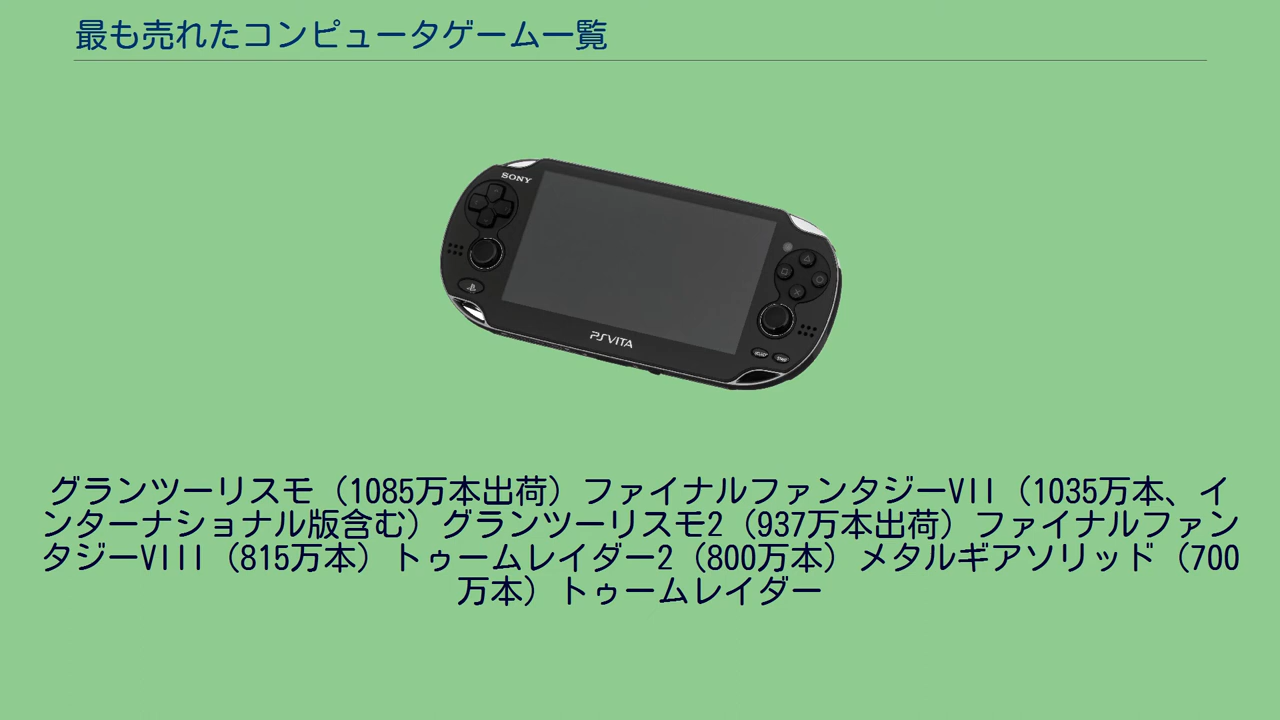 最も売れたコンピュータゲーム一覧
SONY
PSVITA
グランツーリスモ（1085万本出荷）ファイナルファンタジーVII（1035万本、イ
ンターナショナル版含む）グランツーリスモ2（937万本出荷）ファイナルファン
タジーVIII（815万本）トゥームレイダー2（800万本）メタルギアソリッド（700
万本）トゥームレイダー